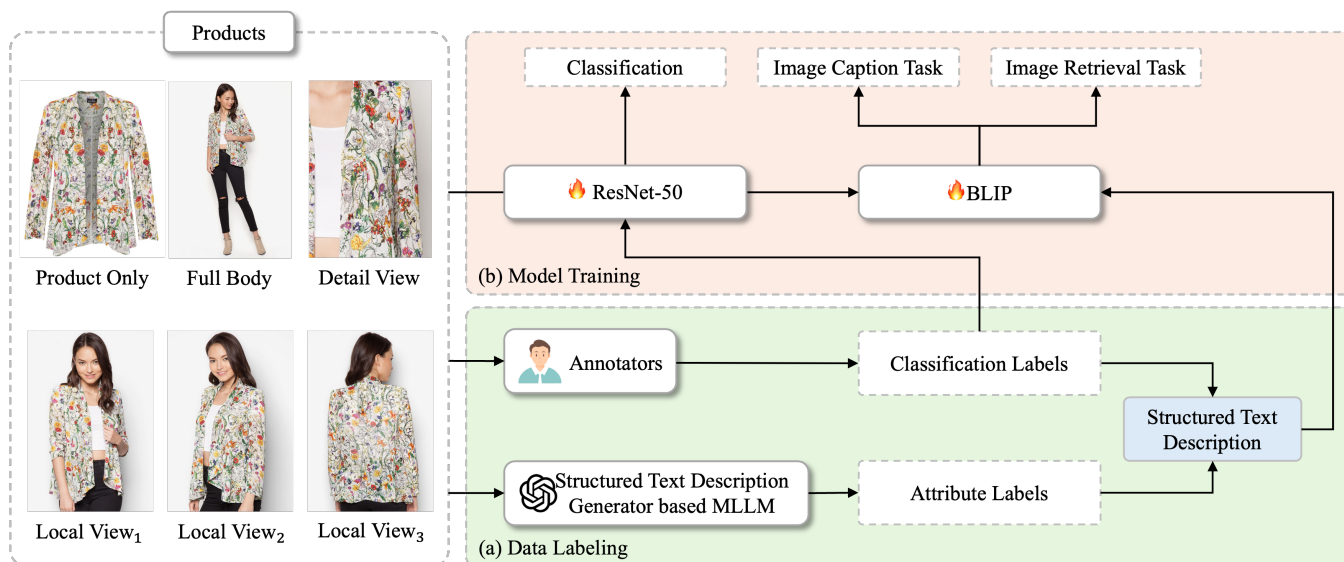 Products
Product Only
Full Body
Detail View
Local View₁
Local View₂
Local View₃
Classification
Image Caption Task
Image Retrieval Task
ResNet-50
BLIP
(b) Model Training
Annotators
Classification Labels
Structured Text
Description
Structured Text Description
Generator based MLLM
Attribute Labels
(a) Data Labeling